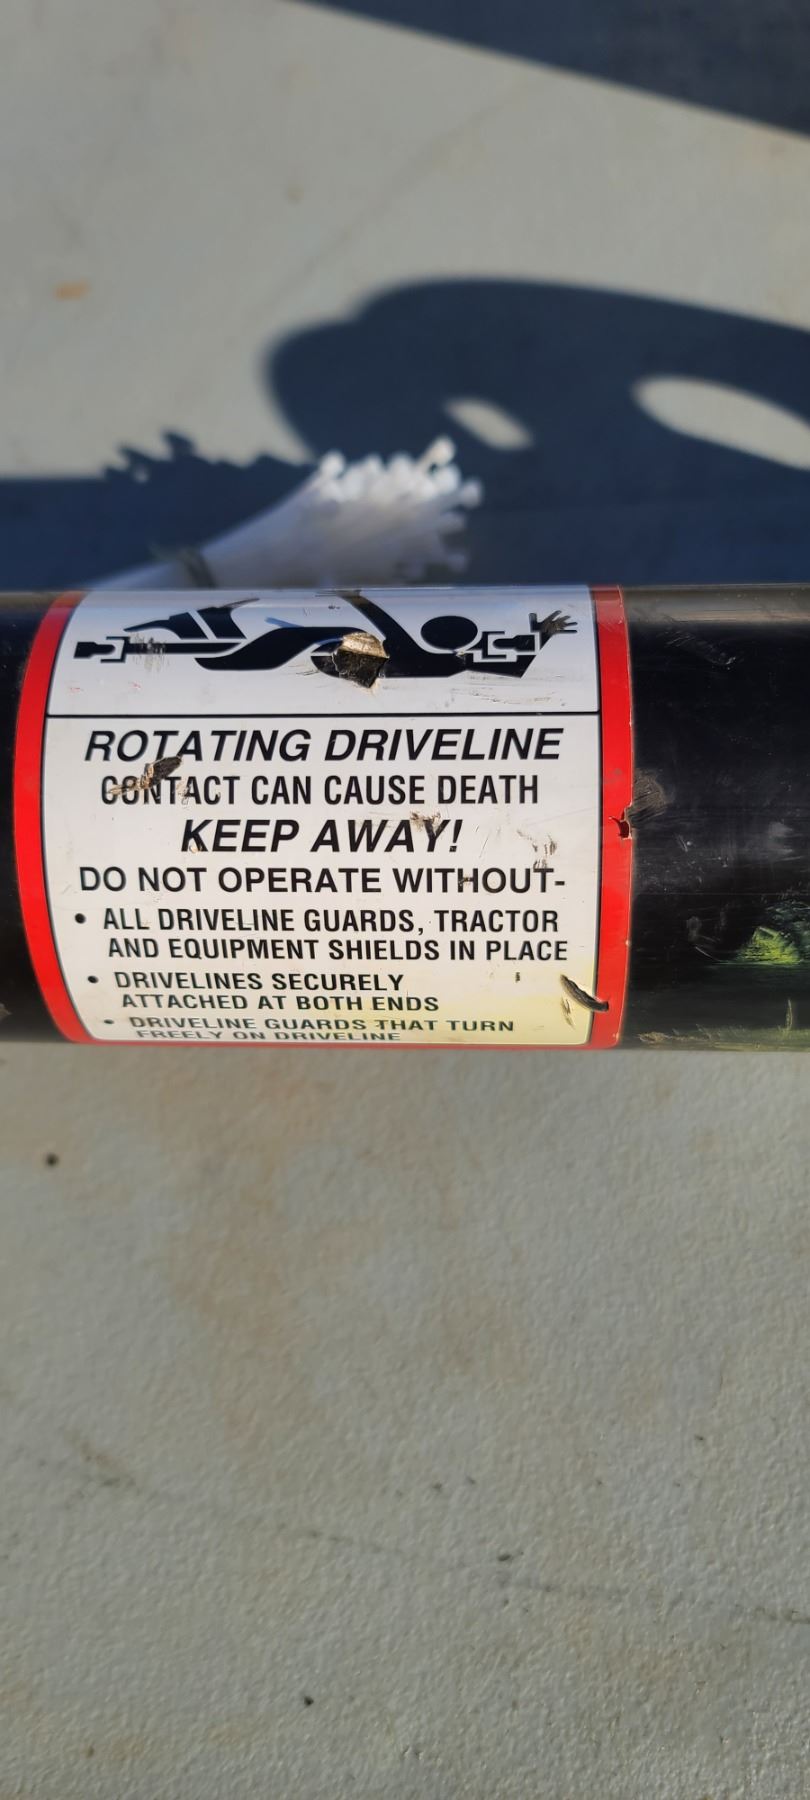 ROTATING DRIVELINE
CONTACT CAN CAUSE DEATH
KEEP AWAY!
DO NOT OPERATE WITHOUT-
• ALL DRIVELINE GUARDS, TRACTOR
AND EQUIPMENT SHIELDS IN PLACE
• DRIVELINES SECURELY
ATTACHED AT BOTH ENDS
• DRIVELINE GUARDS THAT TURN
FREELY ON DRIVELINE